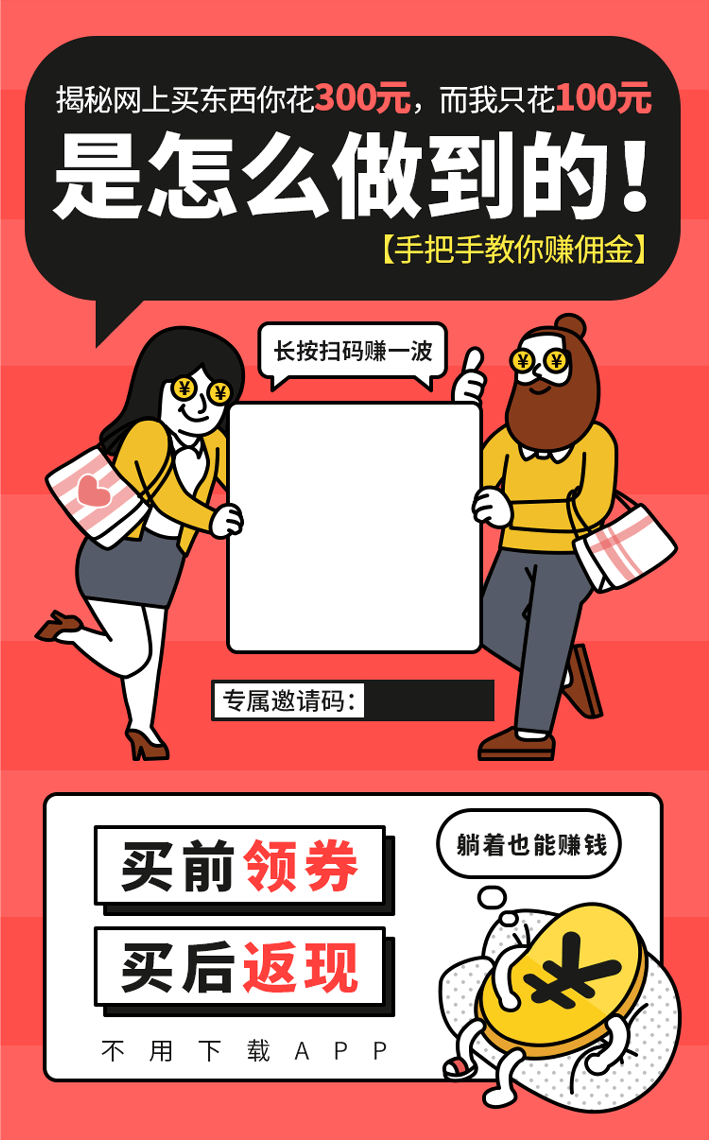 揭秘网上买东西你花300元，而我只花100元
是怎么做到的！
【手把手教你赚佣金】
长按扫码赚一波
¥ ¥
¥ ¥
专属邀请码：
买前领券
躺着也能赚钱
¥
买后返现
不用下载APP